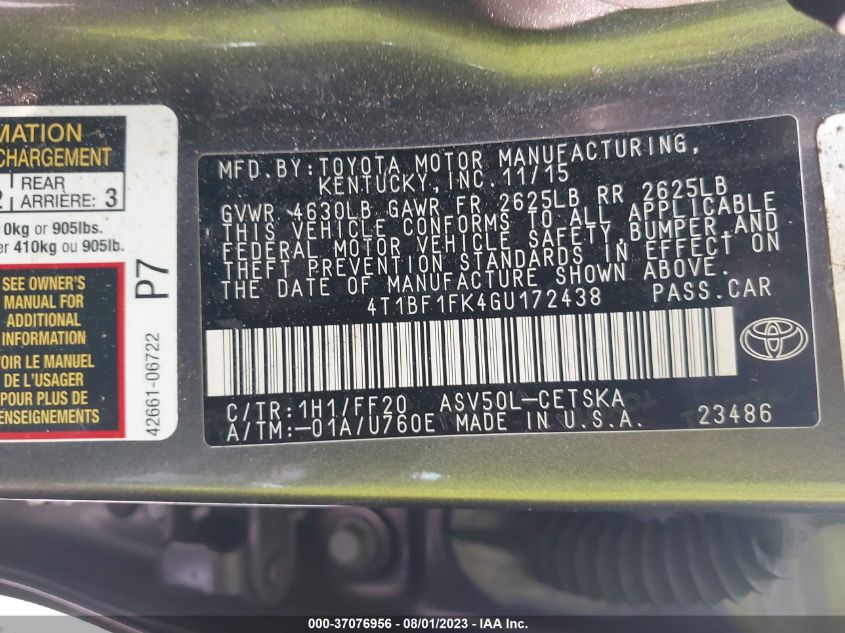 MATION
CHARGEMENT
2 REAR
ARRIÈRE: 3
0kg or 905lbs.
er 410kg ou 905lb.
SEE OWNER'S
MANUAL FOR
ADDITIONAL
INFORMATION
VOIR LE MANUEL
DE L'USAGER
POUR PLUS DE
RENSEIGNEMENTS
P7
42661-06722
MFD.BY:TOYOTA MOTOR MANUFACTURING,
KENTUCKY,INC.11/15
GVWR 4630LB GAWR FR 2625LB RR 2625LB
THIS VEHICLE CONFORMS TO ALL APPLICABLE
FEDERAL MOTOR VEHICLE SAFETY,BUMPER,AND
THEFT PREVENTION STANDARDS IN EFFECT ON
THE DATE OF MANUFACTURE SHOWN ABOVE.
4T1BF1FK4GU172438 PASS.CAR
C/TR:1H1/FF20 ASV50L-CETSKA
A/TM:-01A/U760E MADE IN U.S.A. 23486
000-37076956 - 08/01/2023 - IAAI.COM